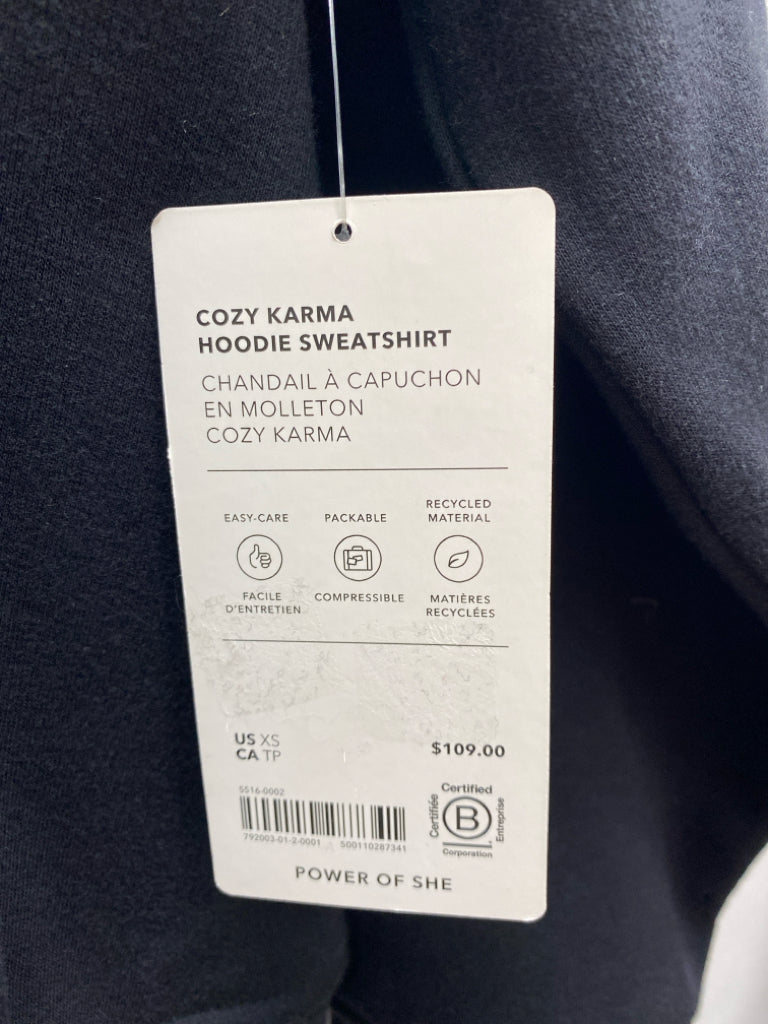 COZY KARMA
HOODIE SWEATSHIRT
CHANDAIL À CAPUCHON
EN MOLLETON
COZY KARMA
EASY-CARE
PACKABLE
RECYCLED
MATERIAL
FACILE
D'ENTRETIEN
COMPRESSIBLE
MATIÈRES
RECYCLÉES
US XS
CA TP
$109.00
5516-0002
792003-01-2-0001 500110287341
Certified
Certifiée
B
Entreprise
Corporation
POWER OF SHE